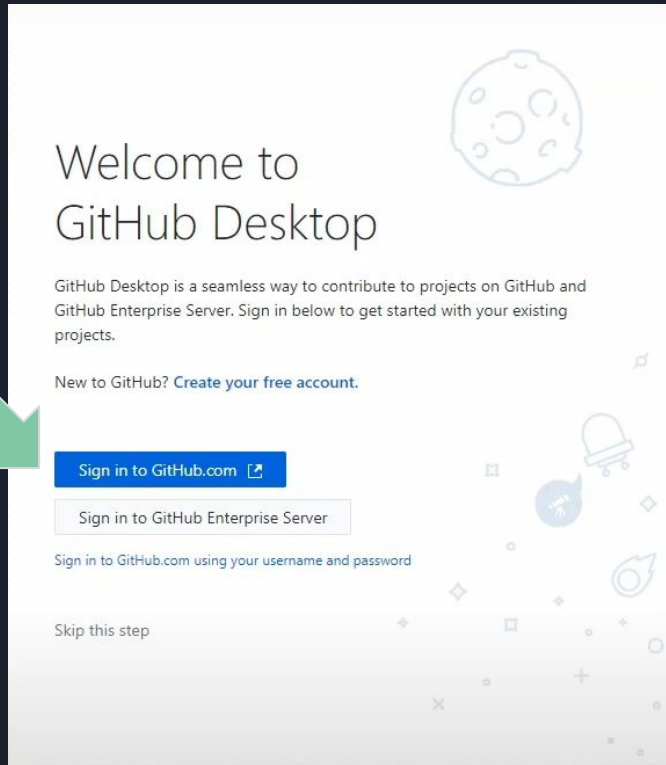 Welcome to
GitHub Desktop
GitHub Desktop is a seamless way to contribute to projects on GitHub and
GitHub Enterprise Server. Sign in below to get started with your existing
projects.
New to GitHub? Create your free account.
Sign in to GitHub.com
Sign in to GitHub Enterprise Server
Sign in to GitHub.com using your username and password
Skip this step